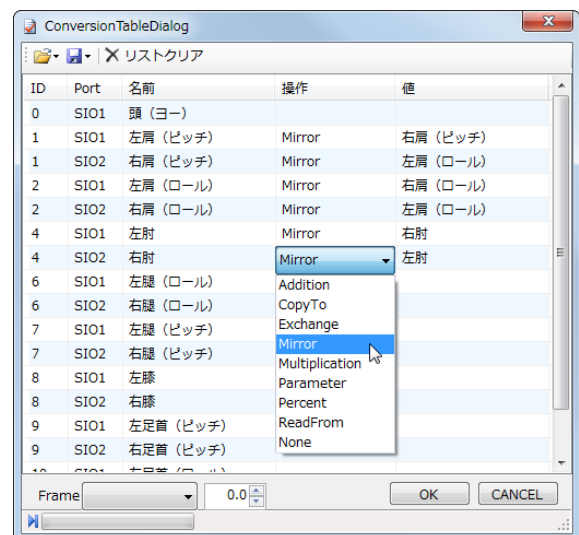 ConversionTableDialog
リストクリア
ID Port 名前 操作 値
0 SIO1 頭（ヨー）
1 SIO1 左肩（ピッチ） Mirror 右肩（ピッチ）
1 SIO2 右肩（ピッチ） Mirror 左肩（ロール）
2 SIO1 左肩（ロール） Mirror 右肩（ロール）
2 SIO2 右肩（ロール） Mirror 左肩（ロール）
4 SIO1 左肘 Mirror 右肘
4 SIO2 右肘 Mirror 左肘
6 SIO1 左腿（ロール） Addition
6 SIO2 右腿（ロール） CopyTo
7 SIO1 左腿（ピッチ） Exchange
7 SIO2 右腿（ピッチ） Mirror
8 SIO1 左膝 Multiplication
8 SIO2 右膝 Parameter
9 SIO1 左足首（ピッチ） Percent
9 SIO2 右足首（ピッチ） ReadFrom
None
Frame 0.0 OK CANCEL